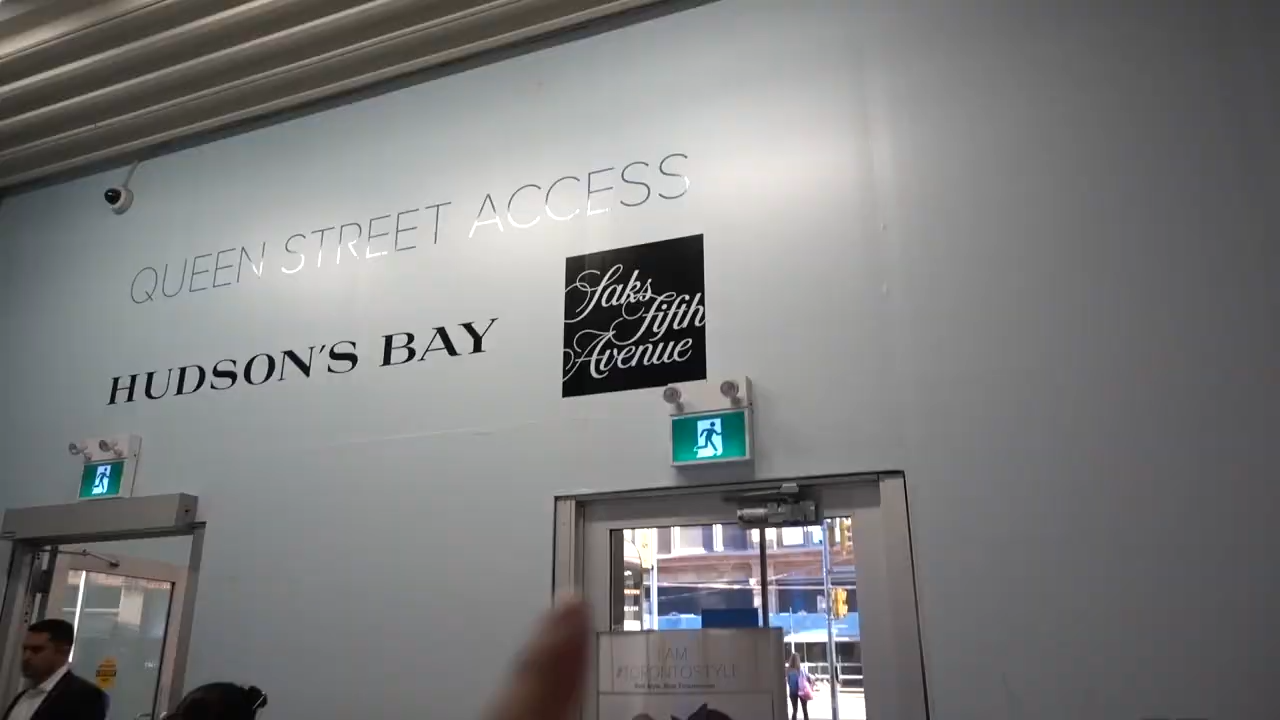 QUEEN STREET ACCESS
HUDSON'S BAY
Saks
fifth
Avenue
I AM
#TORONTOSTYLE